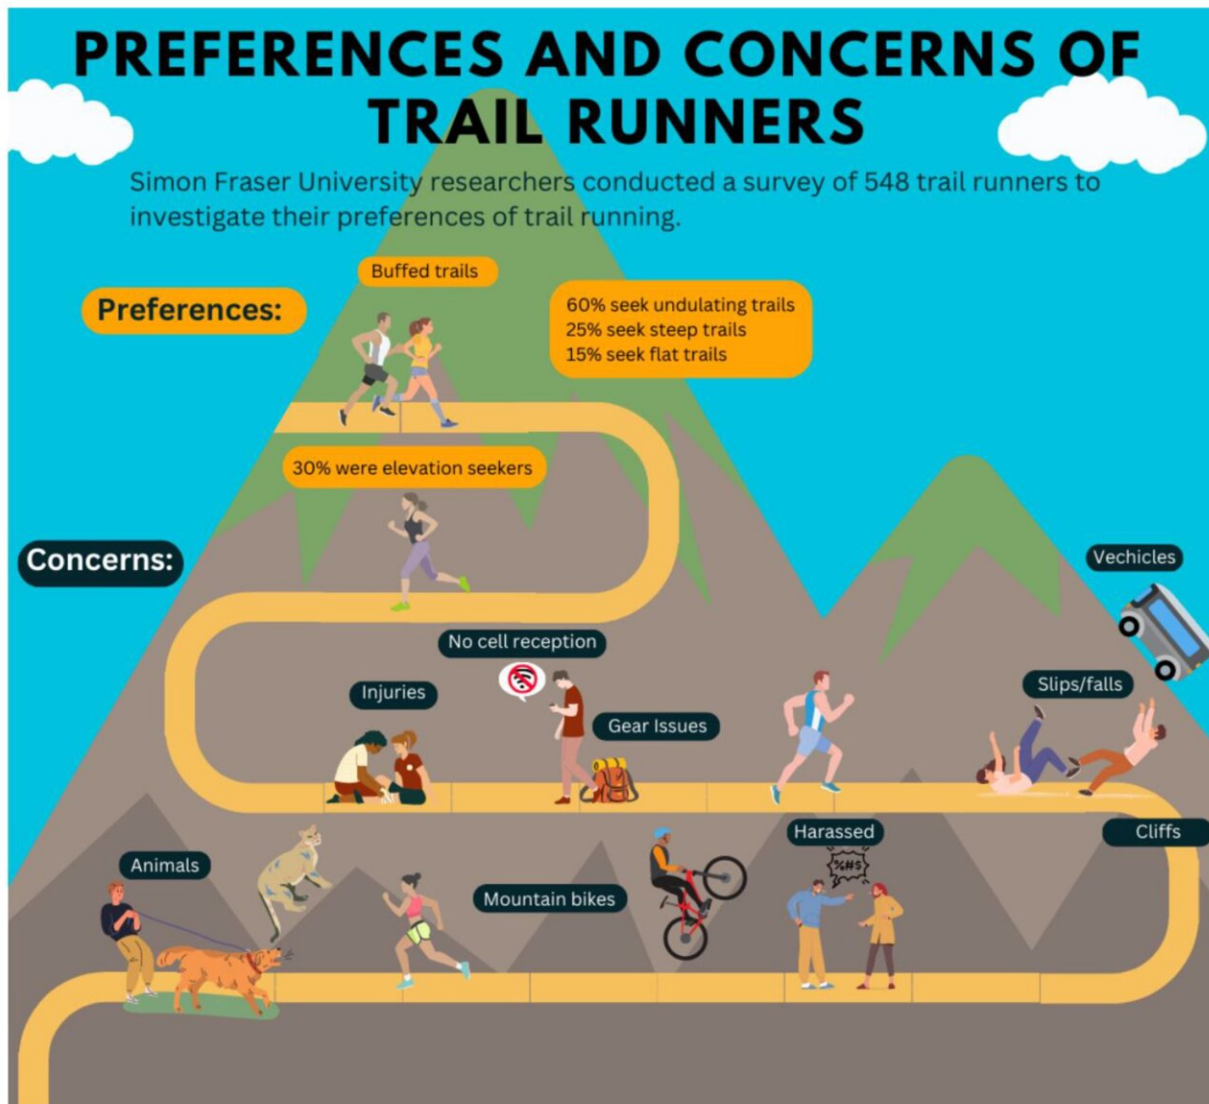 PREFERENCES AND CONCERNS OF
TRAIL RUNNERS
Simon Fraser University researchers conducted a survey of 548 trail runners to
investigate their preferences of trail running.
Buffed trails
Preferences:
60% seek undulating trails
25% seek steep trails
15% seek flat trails
30% were elevation seekers
Concerns:
Vechicles
No cell reception
Injuries
Slips/falls
Gear Issues
Harassed
Cliffs
%#$
Animals
Mountain bikes